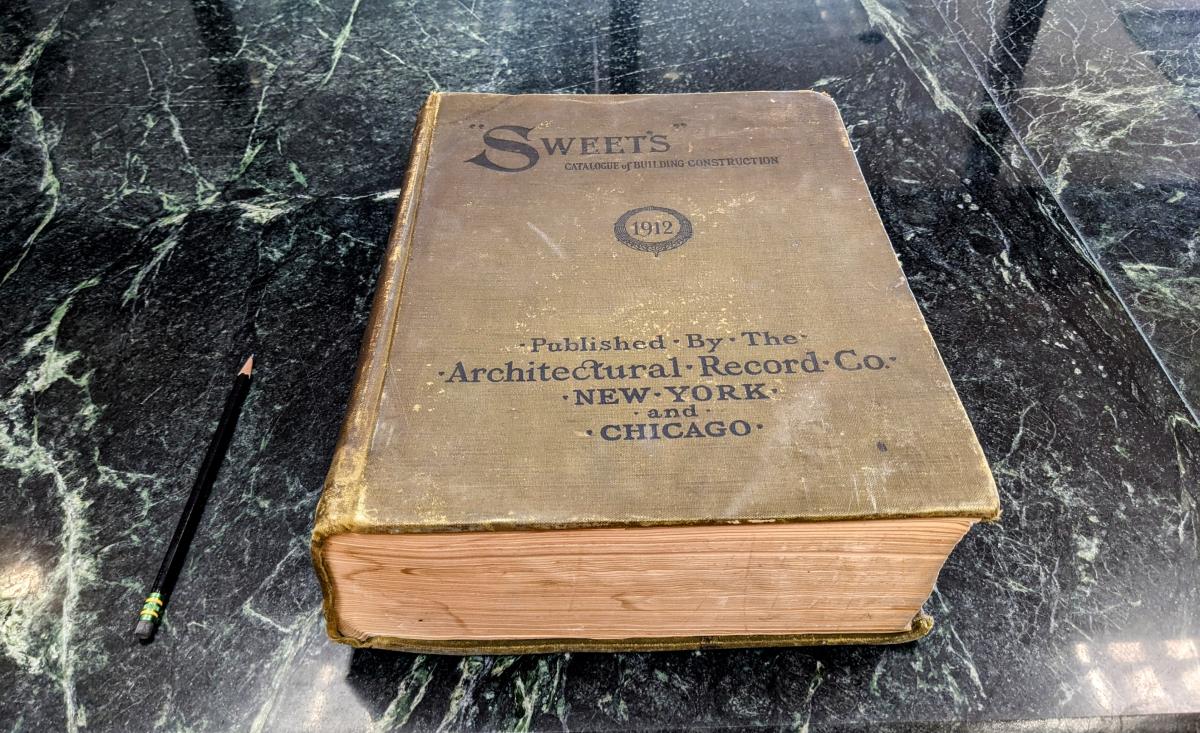 "SWEET'S"
CATALOGUE of BUILDING CONSTRUCTION
1912
·Published·By·The·
·Architectural·Record·Co.·
·NEW·YORK·
·and·
·CHICAGO·